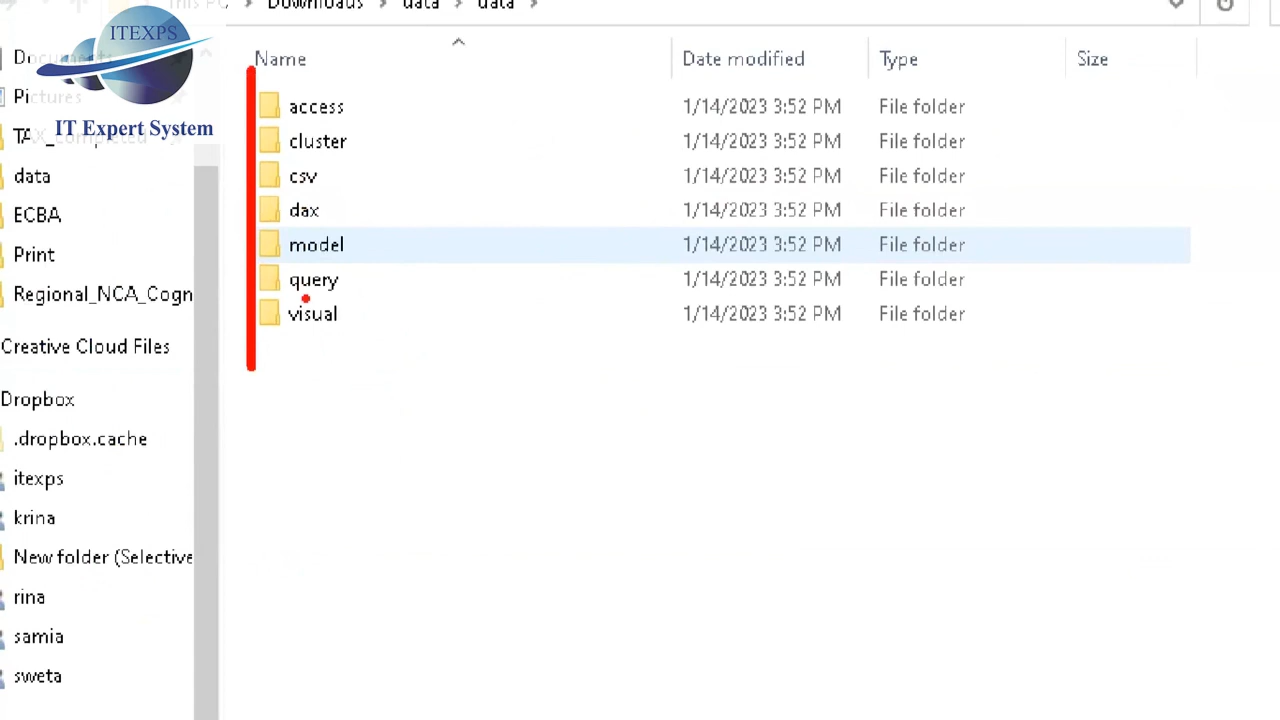 This PC > Downloads > data > data >
ITEXPS
IT Expert System
Name Date modified Type Size
access 1/14/2023 3:52 PM File folder
cluster 1/14/2023 3:52 PM File folder
csv 1/14/2023 3:52 PM File folder
dax 1/14/2023 3:52 PM File folder
model 1/14/2023 3:52 PM File folder
query 1/14/2023 3:52 PM File folder
visual 1/14/2023 3:52 PM File folder
Documents
Pictures
TAX_completed
data
ECBA
Print
Regional_NCA_Cogn
Creative Cloud Files
Dropbox
.dropbox.cache
itexps
krina
New folder (Selective
rina
samia
sweta